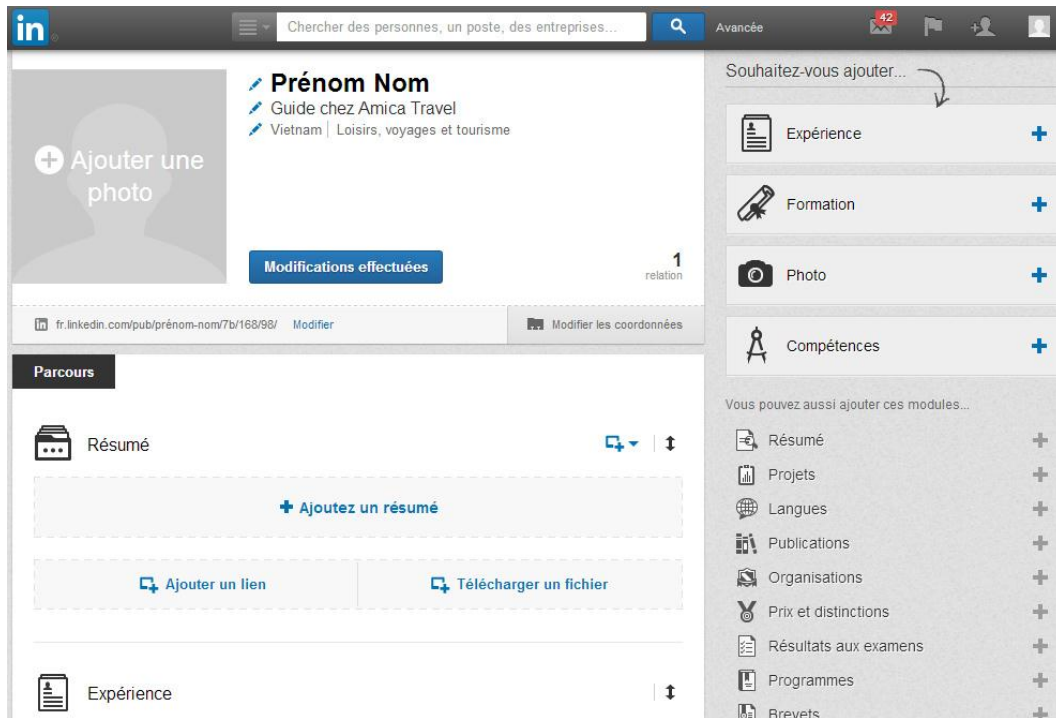 in
Chercher des personnes, un poste, des entreprises...
Avancée
42
Ajouter une
photo
Prénom Nom
Guide chez Amica Travel
Vietnam | Loisirs, voyages et tourisme
Modifications effectuées
1
relation
fr.linkedin.com/pub/prénom-nom/7b/168/98/ Modifier
Modifier les coordonnées
Parcours
Résumé
Ajoutez un résumé
Ajouter un lien
Télécharger un fichier
Expérience
Souhaitez-vous ajouter...
Expérience
Formation
Photo
Compétences
Vous pouvez aussi ajouter ces modules...
Résumé
Projets
Langues
Publications
Organisations
Prix et distinctions
Résultats aux examens
Programmes
Brevets